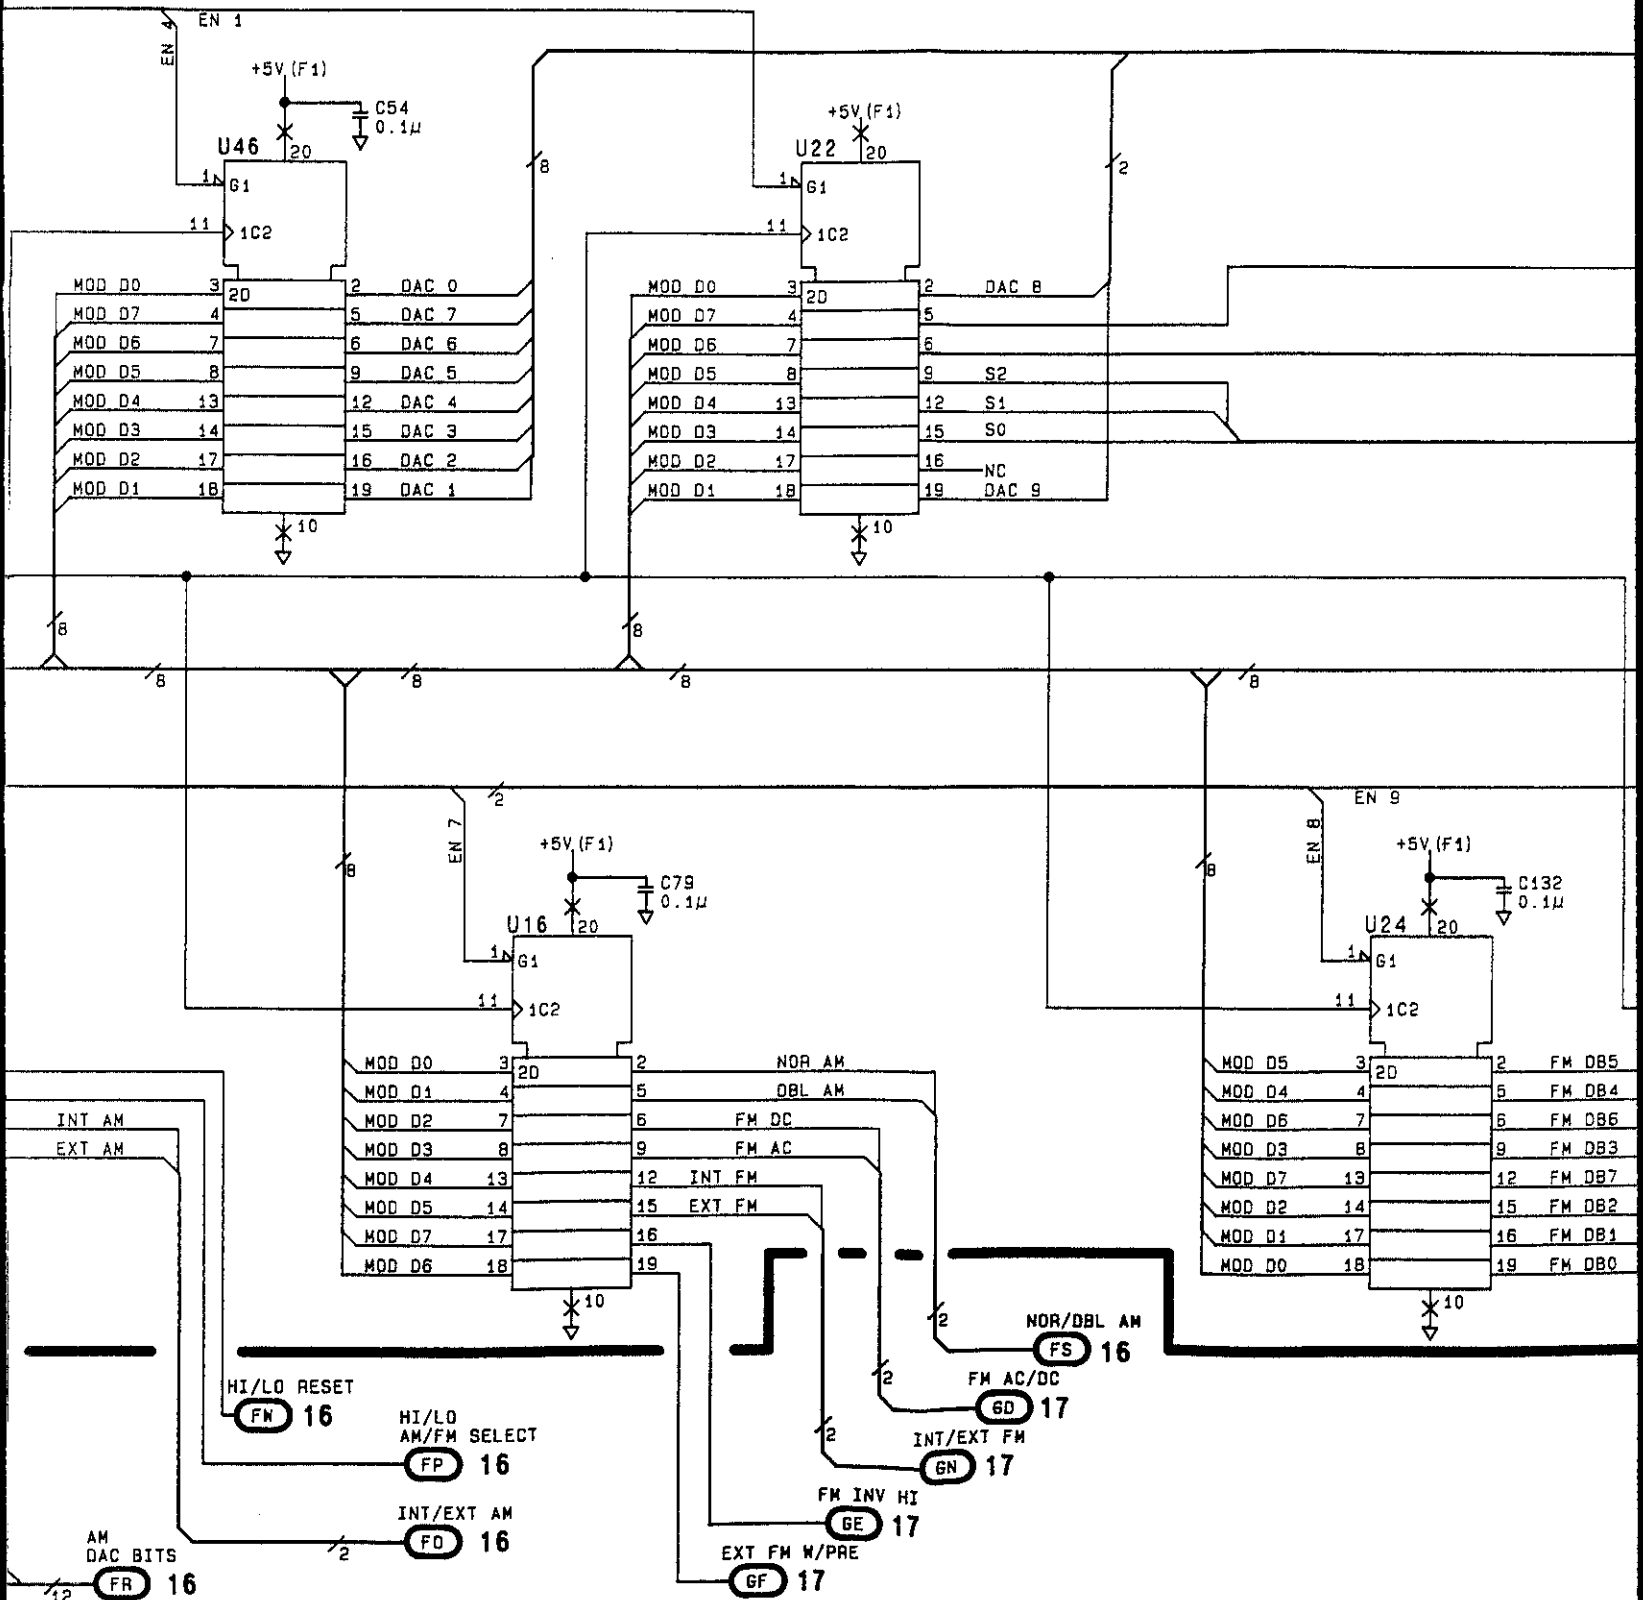 EN 4
EN 1
+5V (F1)
C54
0.1µ
U46
20
1
G1
11
1C2
MOD D0 3 2D 2 DAC 0
MOD D7 4 5 DAC 7
MOD D6 7 6 DAC 6
MOD D5 8 9 DAC 5
MOD D4 13 12 DAC 4
MOD D3 14 15 DAC 3
MOD D2 17 16 DAC 2
MOD D1 18 19 DAC 1
10
8
8
+5V (F1)
U22
20
1
G1
11
1C2
2
MOD D0 3 2D 2 DAC 8
MOD D7 4 5
MOD D6 7 6
MOD D5 8 9 S2
MOD D4 13 12 S1
MOD D3 14 15 S0
MOD D2 17 16 NC
MOD D1 18 19 DAC 9
10
8
8
8
8
8
2
EN 7
8
+5V (F1)
C79
0.1µ
U16
20
1
G1
11
1C2
MOD D0 3 2D 2 NOR AM
MOD D1 4 5 DBL AM
MOD D2 7 6 FM DC
MOD D3 8 9 FM AC
MOD D4 13 12 INT FM
MOD D5 14 15 EXT FM
MOD D7 17 16
MOD D6 18 19
10
EN 9
EN 8
8
+5V (F1)
C132
0.1µ
U24
20
1
G1
11
1C2
MOD D5 3 2D 2 FM DB5
MOD D4 4 5 FM DB4
MOD D6 7 6 FM DB6
MOD D3 8 9 FM DB3
MOD D7 13 12 FM DB7
MOD D2 14 15 FM DB2
MOD D1 17 16 FM DB1
MOD D0 18 19 FM DB0
10
INT AM
EXT AM
2
NOR/DBL AM
FS 16
2
FM AC/DC
GD 17
2
INT/EXT FM
GN 17
FM INV HI
GE 17
EXT FM W/PRE
GF 17
HI/LO RESET
FW 16
HI/LO
AM/FM SELECT
FP 16
INT/EXT AM
2
FO 16
AM
DAC BITS
12
FR 16